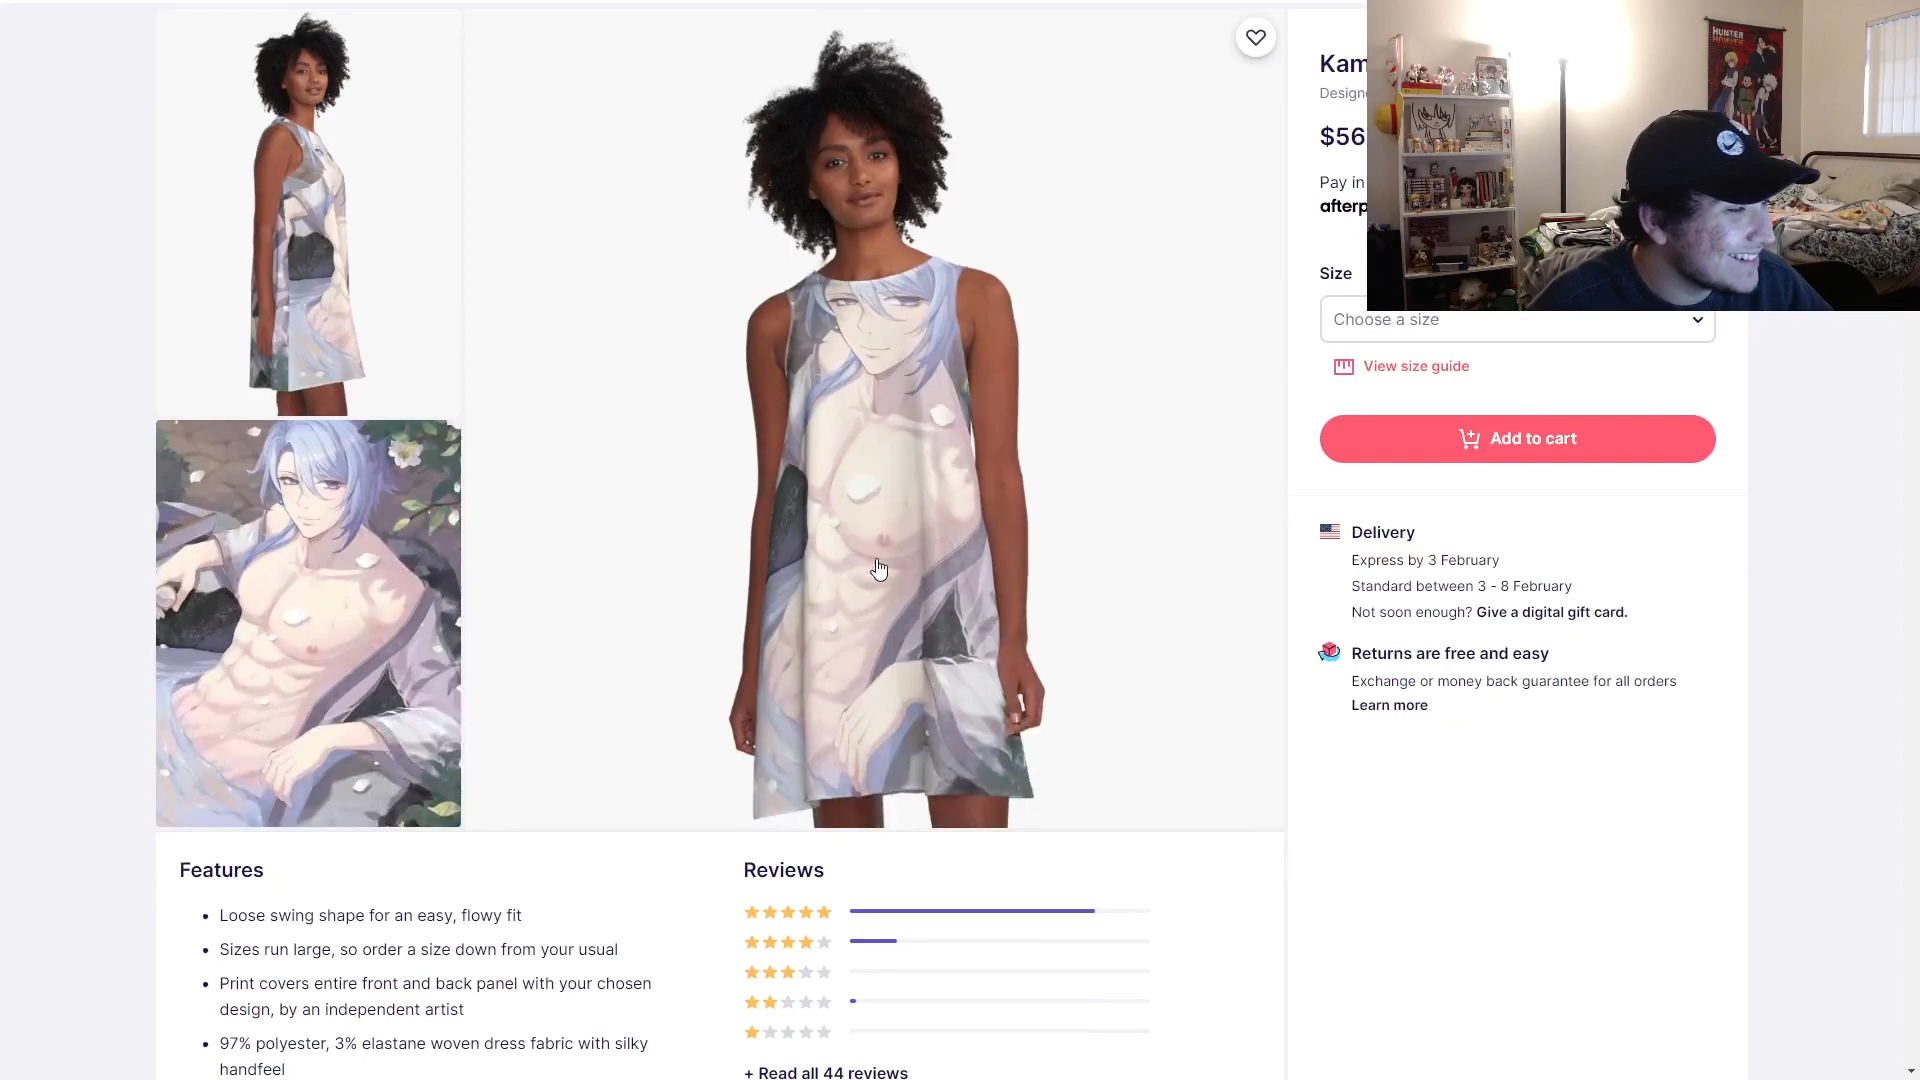 Kam
Designe
$56
Pay in
afterp
Size
Choose a size
View size guide
Add to cart
Delivery
Express by 3 February
Standard between 3 - 8 February
Not soon enough? Give a digital gift card.
Returns are free and easy
Exchange or money back guarantee for all orders
Learn more
HUNTER
HUNTER
Features
Loose swing shape for an easy, flowy fit
Sizes run large, so order a size down from your usual
Print covers entire front and back panel with your chosen
design, by an independent artist
97% polyester, 3% elastane woven dress fabric with silky
handfeel
Reviews
+ Read all 44 reviews